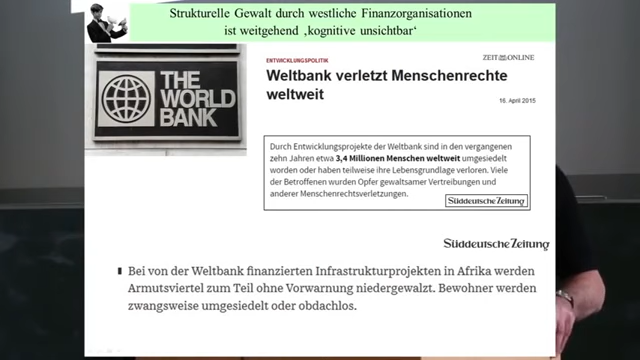 Strukturelle Gewalt durch westliche Finanzorganisationen
ist weitgehend ‚kognitive unsichtbar‘
THE
WORLD
BANK
ZEIT ONLINE
ENTWICKLUNGSPOLITIK
Weltbank verletzt Menschenrechte
weltweit
16. April 2015
Durch Entwicklungsprojekte der Weltbank sind in den vergangenen
zehn Jahren etwa 3,4 Millionen Menschen weltweit umgesiedelt
worden oder haben teilweise ihre Lebensgrundlage verloren. Viele
der Betroffenen wurden Opfer gewaltsamer Vertreibungen und
anderer Menschenrechtsverletzungen.
Süddeutsche Zeitung
Süddeutsche Zeitung
Bei von der Weltbank finanzierten Infrastrukturprojekten in Afrika werden
Armutsviertel zum Teil ohne Vorwarnung niedergewalzt. Bewohner werden
zwangsweise umgesiedelt oder obdachlos.